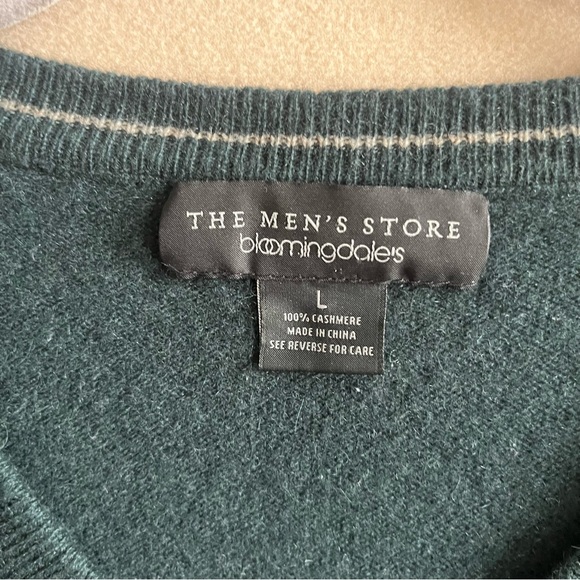 THE MEN'S STORE
bloomingdale's
L
100% CASHMERE
MADE IN CHINA
SEE REVERSE FOR CARE